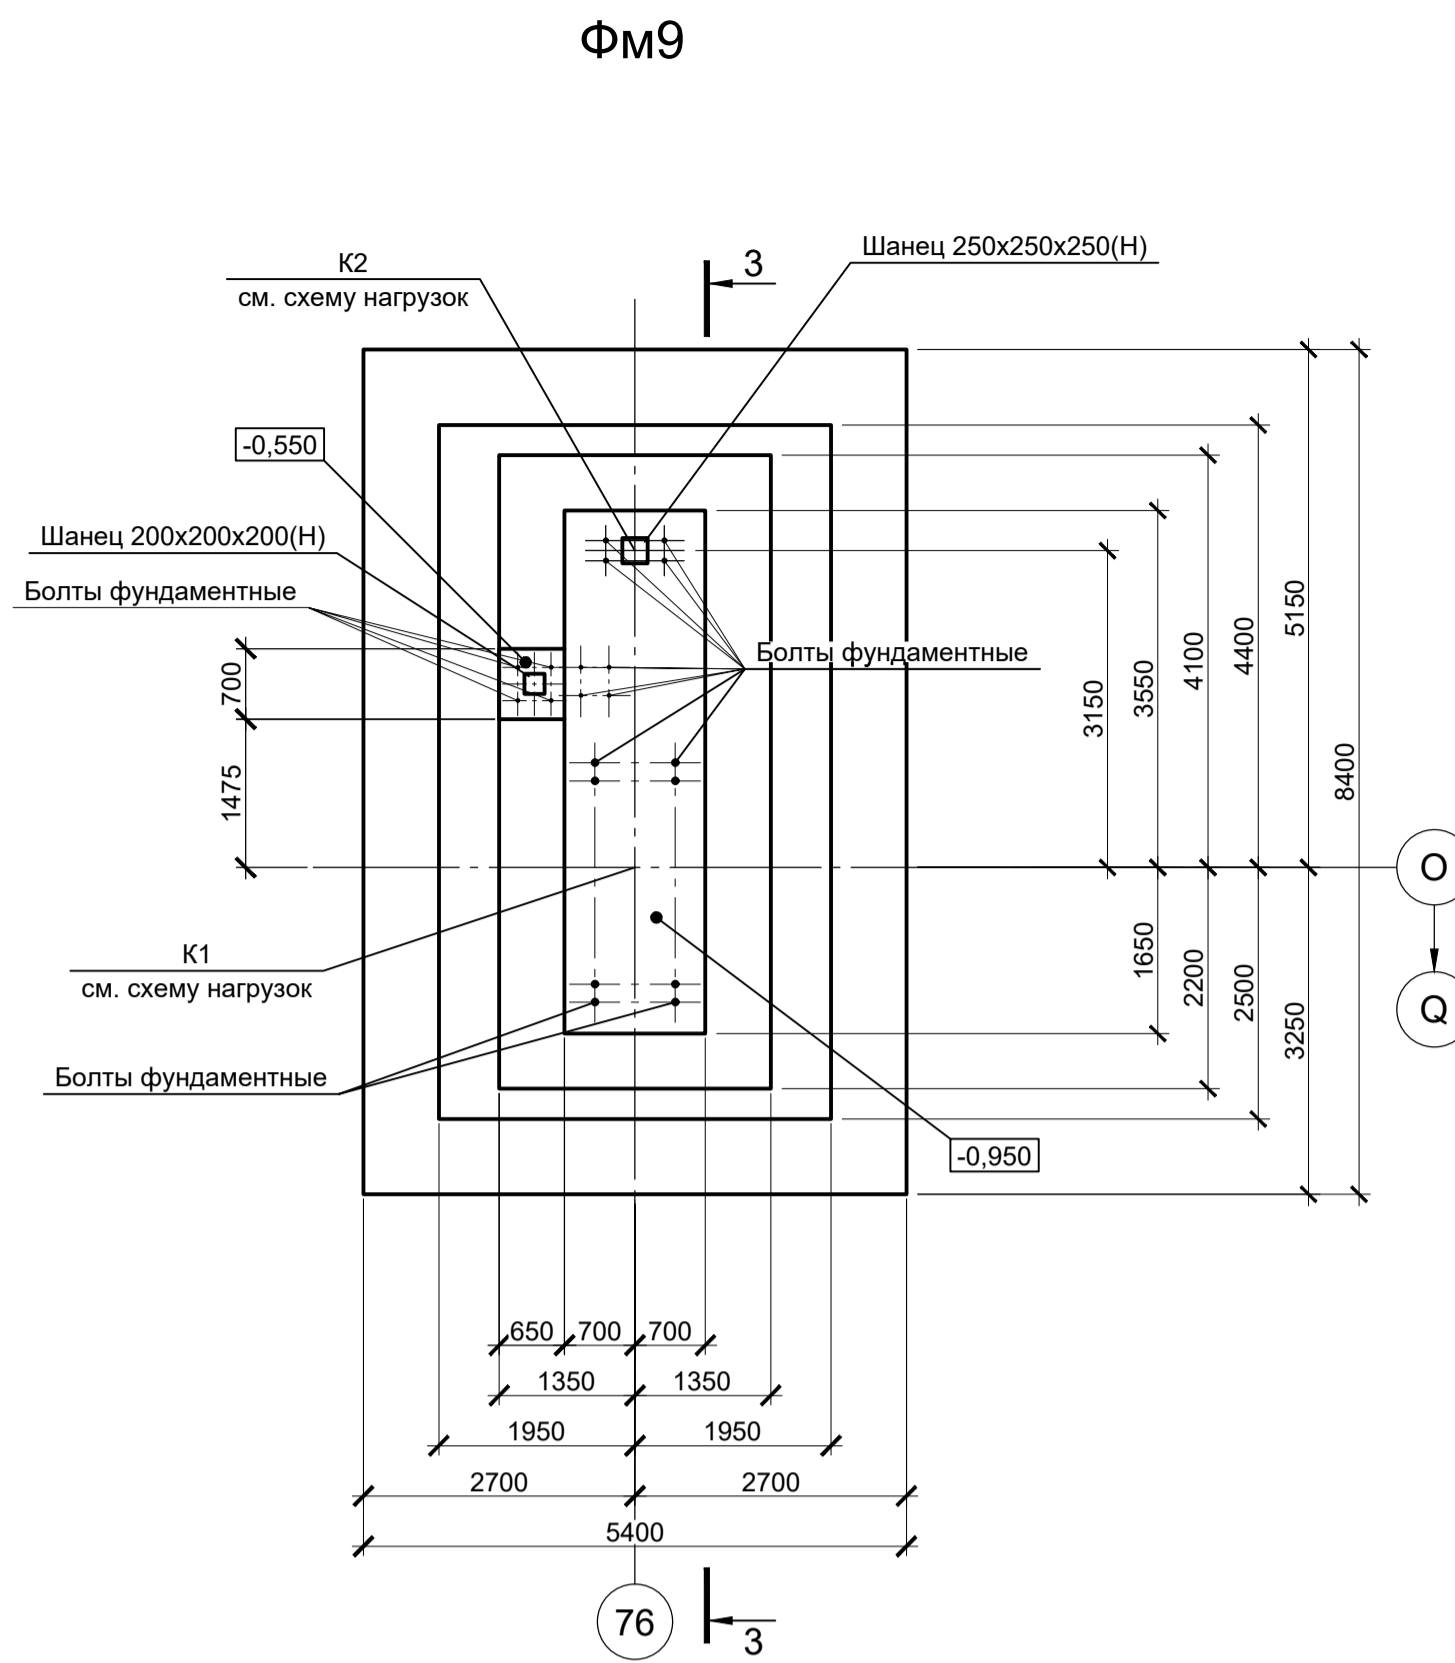 Фм9
Шанец 250х250х250(Н)
К2
см. схему нагрузок
3
-0,550
Шанец 200х200х200(Н)
Болты фундаментные
Болты фундаментные
700
1475
3150
3550
4100
4400
5150
8400
О
Q
1650
2200
2500
3250
К1
см. схему нагрузок
Болты фундаментные
-0,950
650
700
700
1350
1350
1950
1950
2700
2700
5400
76
3